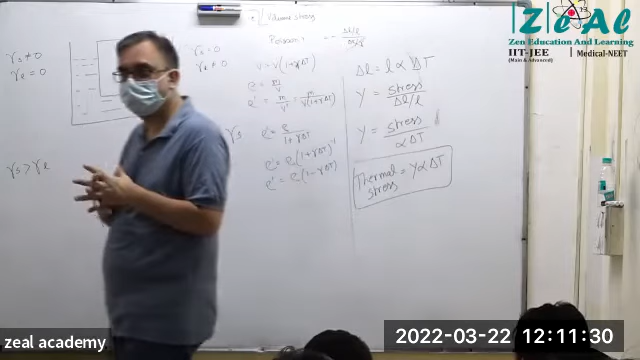 Volume stress
Poisson's = - Δd/d / Δl/l
γs ≠ 0
γl = 0
γs = 0
γl ≠ 0
γs > γl
γs
V' = V(1+γΔT)
ρ = m/V
ρ' = m/V' = m/V(1+γΔT)
ρ' = ρ/1+γΔT
ρ' = ρ(1+γΔT)⁻¹
ρ' = ρ(1-γΔT)
Δl = lαΔT
Y = stress/Δl/l
Y = stress/αΔT
Thermal stress = YαΔT
ZeAl
Zen Education And Learning
IIT-JEE
(Main & Advanced)
Medical-NEET
zeal academy
2022-03-22 12:11:30